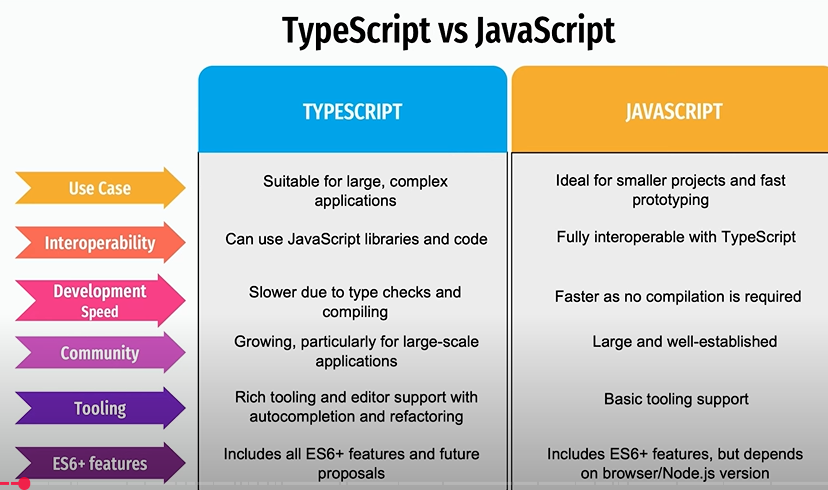 TypeScript vs JavaScript
TYPESCRIPT
JAVASCRIPT
Use Case
Suitable for large, complex
applications
Ideal for smaller projects and fast
prototyping
Interoperability
Can use JavaScript libraries and code
Fully interoperable with TypeScript
Development
Speed
Slower due to type checks and
compiling
Faster as no compilation is required
Community
Growing, particularly for large-scale
applications
Large and well-established
Tooling
Rich tooling and editor support with
autocompletion and refactoring
Basic tooling support
ES6+ features
Includes all ES6+ features and future
proposals
Includes ES6+ features, but depends
on browser/Node.js version